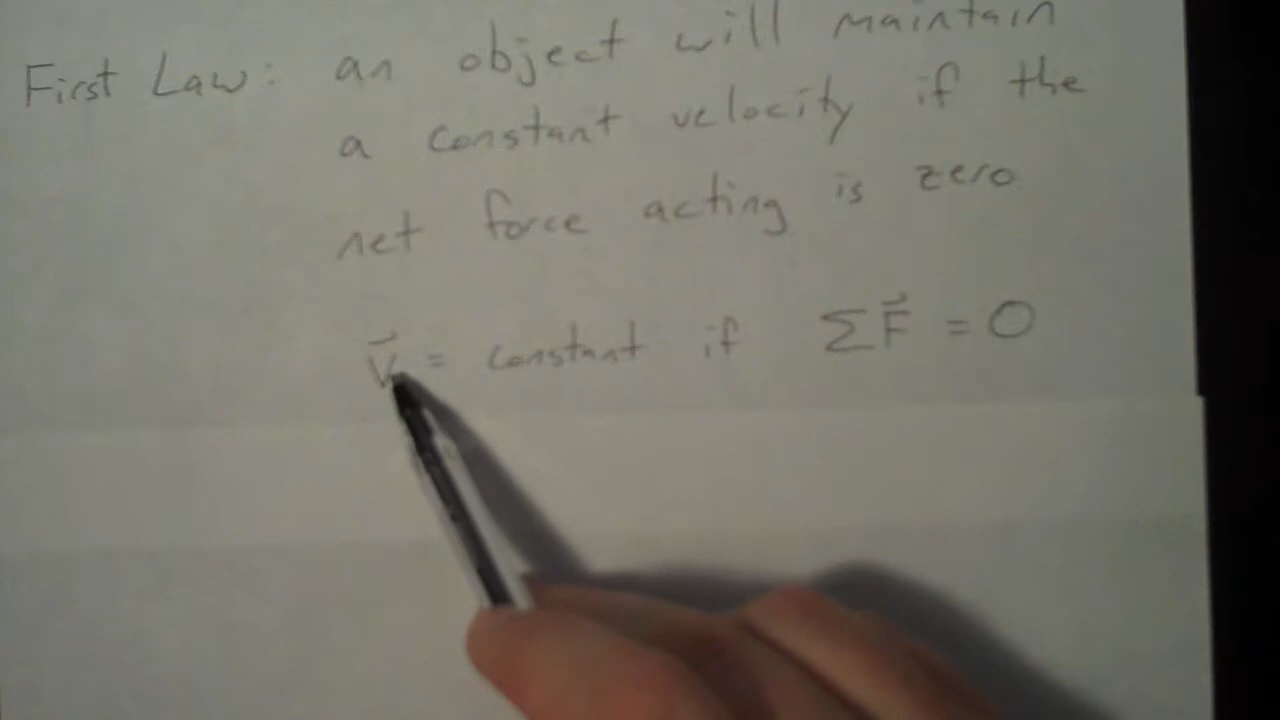 First Law: an object will maintain
a constant velocity if the
net force acting is zero
v⃗ = constant if ΣF⃗ = 0